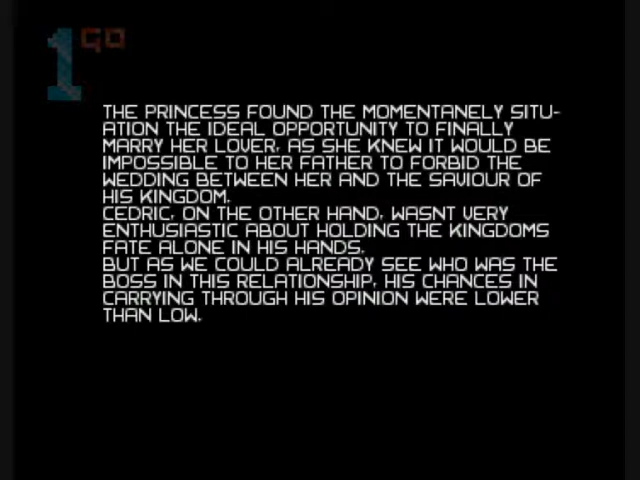 1GO
THE PRINCESS FOUND THE MOMENTANELY SITU-
ATION THE IDEAL OPPORTUNITY TO FINALLY
MARRY HER LOVER, AS SHE KNEW IT WOULD BE
IMPOSSIBLE TO HER FATHER TO FORBID THE
WEDDING BETWEEN HER AND THE SAVIOUR OF
HIS KINGDOM.
CEDRIC, ON THE OTHER HAND, WASNT VERY
ENTHUSIASTIC ABOUT HOLDING THE KINGDOMS
FATE ALONE IN HIS HANDS.
BUT AS WE COULD ALREADY SEE WHO WAS THE
BOSS IN THIS RELATIONSHIP, HIS CHANCES IN
CARRYING THROUGH HIS OPINION WERE LOWER
THAN LOW.